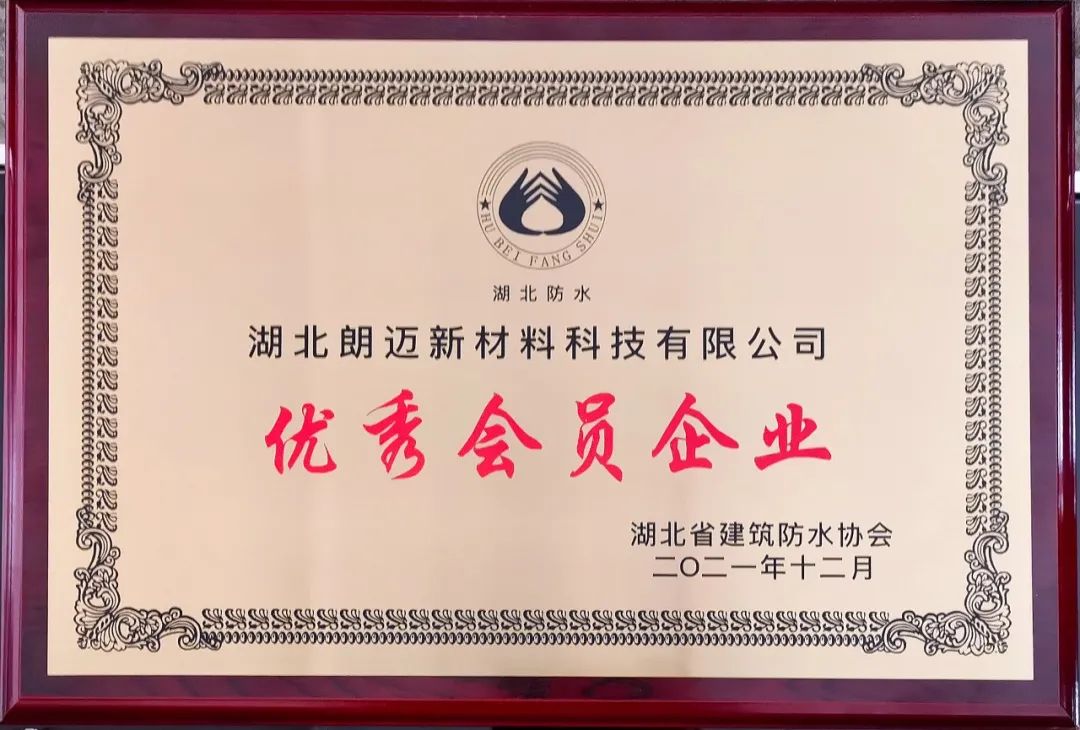 ★HU BEI FANG SHUI★
湖北防水
湖北朗迈新材料科技有限公司
优秀会员企业
湖北省建筑防水协会
二〇二一年十二月